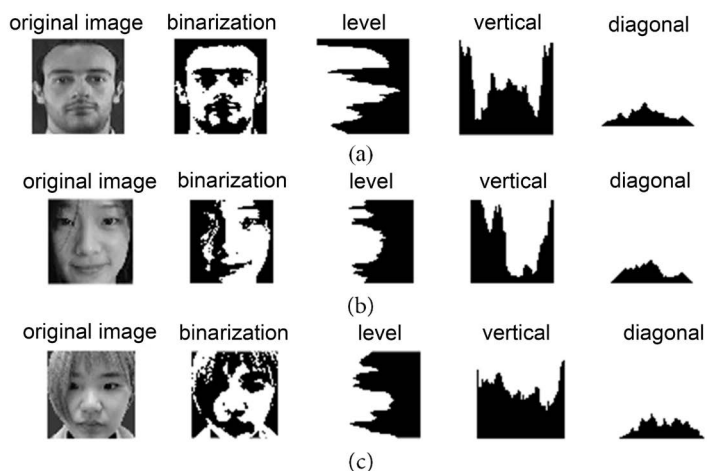 original image binarization level vertical diagonal
(a)
original image binarization level vertical diagonal
(b)
original image binarization level vertical diagonal
(c)